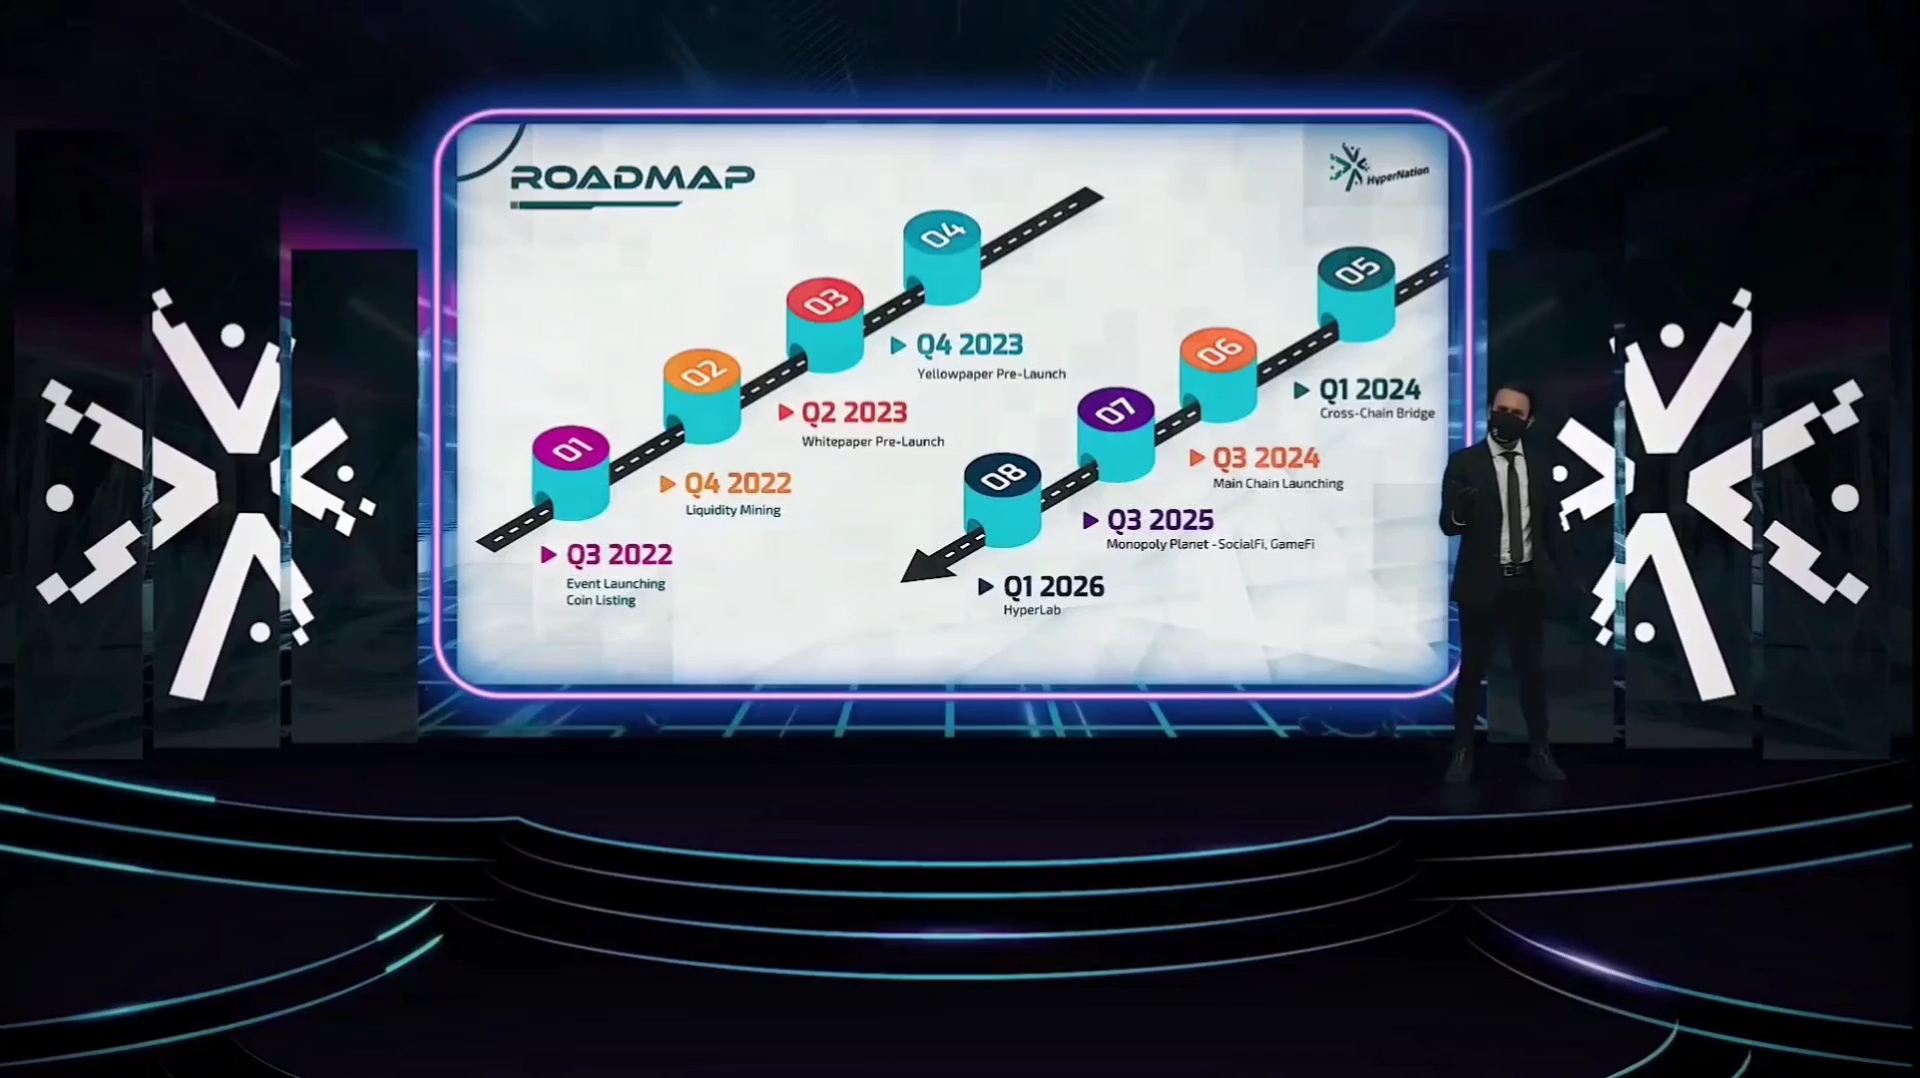 ROADMAP
HyperNation
01
Q3 2022
Event Launching
Coin Listing
02
Q4 2022
Liquidity Mining
03
Q2 2023
Whitepaper Pre-Launch
04
Q4 2023
Yellowpaper Pre-Launch
05
Q1 2024
Cross-Chain Bridge
06
Q3 2024
Main Chain Launching
07
Q3 2025
Monopoly Planet - SocialFi, GameFi
08
Q1 2026
HyperLab